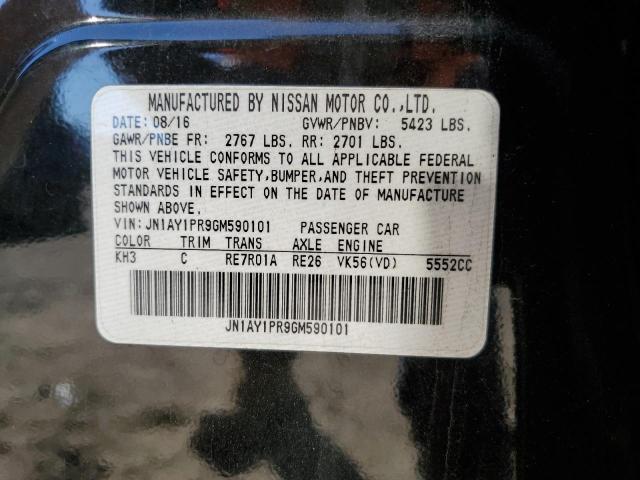 MANUFACTURED BY NISSAN MOTOR CO.,LTD.
DATE: 08/16 GVWR/PNBV: 5423 LBS.
GAWR/PNBE FR: 2767 LBS. RR: 2701 LBS.
THIS VEHICLE CONFORMS TO ALL APPLICABLE FEDERAL
MOTOR VEHICLE SAFETY,BUMPER,AND THEFT PREVENTION
STANDARDS IN EFFECT ON THE DATE OF MANUFACTURE
SHOWN ABOVE.
VIN: JN1AY1PR9GM590101 PASSENGER CAR
COLOR TRIM TRANS AXLE ENGINE
KH3 C RE7R01A RE26 VK56(VD) 5552CC
JN1AY1PR9GM590101